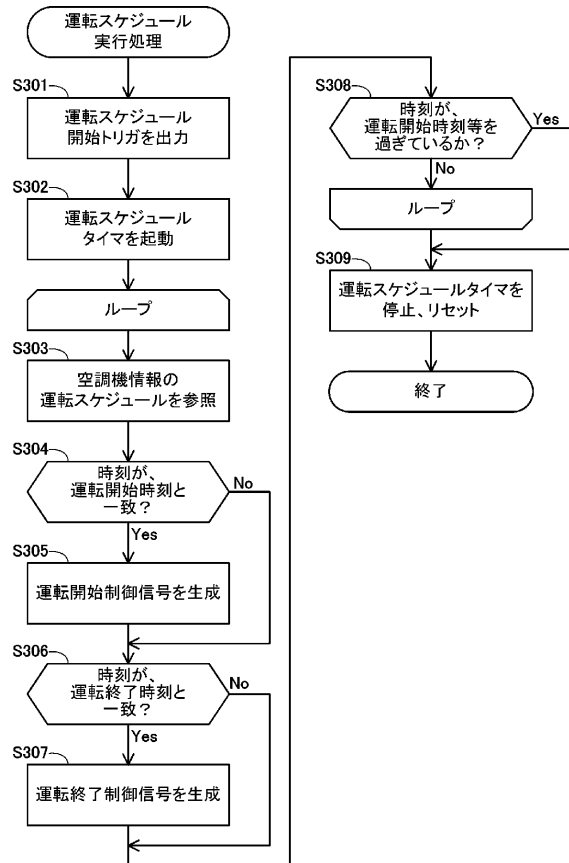 運転スケジュール
実行処理
S301
運転スケジュール
開始トリガを出力
S302
運転スケジュール
タイマを起動
ループ
S303
空調機情報の
運転スケジュールを参照
S304
時刻が、
運転開始時刻と
一致？
No
Yes
S305
運転開始制御信号を生成
S306
時刻が、
運転終了時刻と
一致？
No
Yes
S307
運転終了制御信号を生成
S308
時刻が、
運転開始時刻等を
過ぎているか？
Yes
No
ループ
S309
運転スケジュールタイマを
停止、リセット
終了